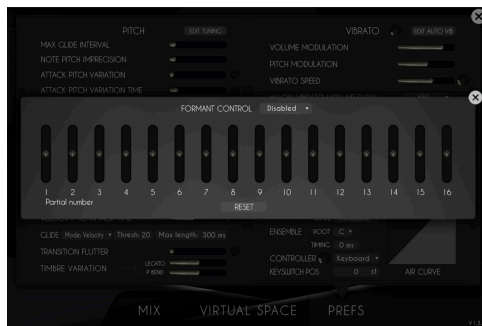 PITCH EDIT TUNING
VIBRATO EDIT AUTO VIB
MAX GLIDE INTERVAL
VOLUME MODULATION
NOTE PITCH IMPRECISION
PITCH MODULATION
ATTACK PITCH VARIATION
VIBRATO SPEED
ATTACK PITCH VARIATION TIME
FORMANT CONTROL Disabled
1 2 3 4 5 6 7 8 9 10 11 12 13 14 15 16
Partial number
RESET
GLIDE Mode: Velocity Thresh: 20 Max length: 300 ms
ENSEMBLE ROOT C
TRANSITION FLUTTER
TIMING 0 ms
TIMBRE VARIATION LEGATO
P BEND
CONTROLLER Keyboard
KEYSWITCH POS 0 st AIR CURVE
MIX VIRTUAL SPACE PREFS